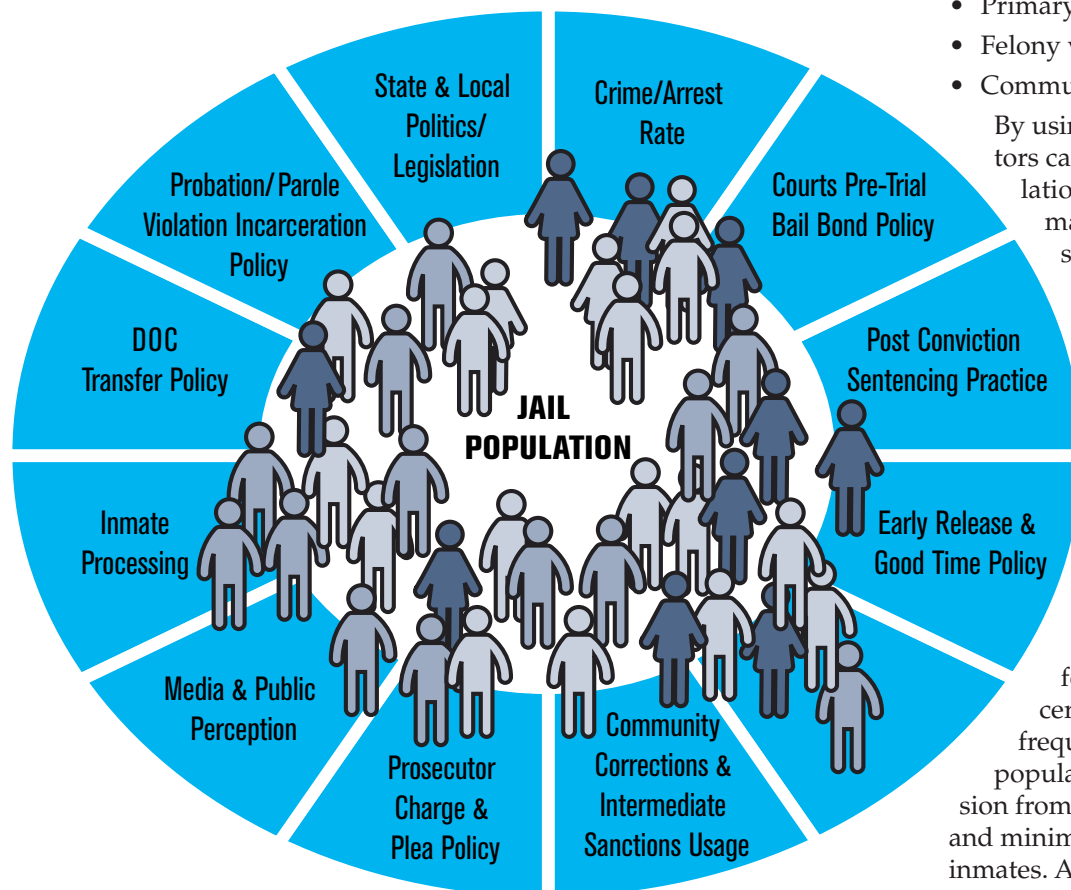 State & Local
Politics/
Legislation
Crime/Arrest
Rate
Courts Pre-Trial
Bail Bond Policy
Post Conviction
Sentencing Practice
Early Release &
Good Time Policy
Community
Corrections &
Intermediate
Sanctions Usage
Prosecutor
Charge &
Plea Policy
Media & Public
Perception
Inmate
Processing
DOC
Transfer Policy
Probation/Parole
Violation Incarceration
Policy
JAIL
POPULATION
• Primary
• Felony
• Commu
By usin
tors ca
latio
ma
s
f
cer
frequ
popula
sion from
and minim
inmates. A